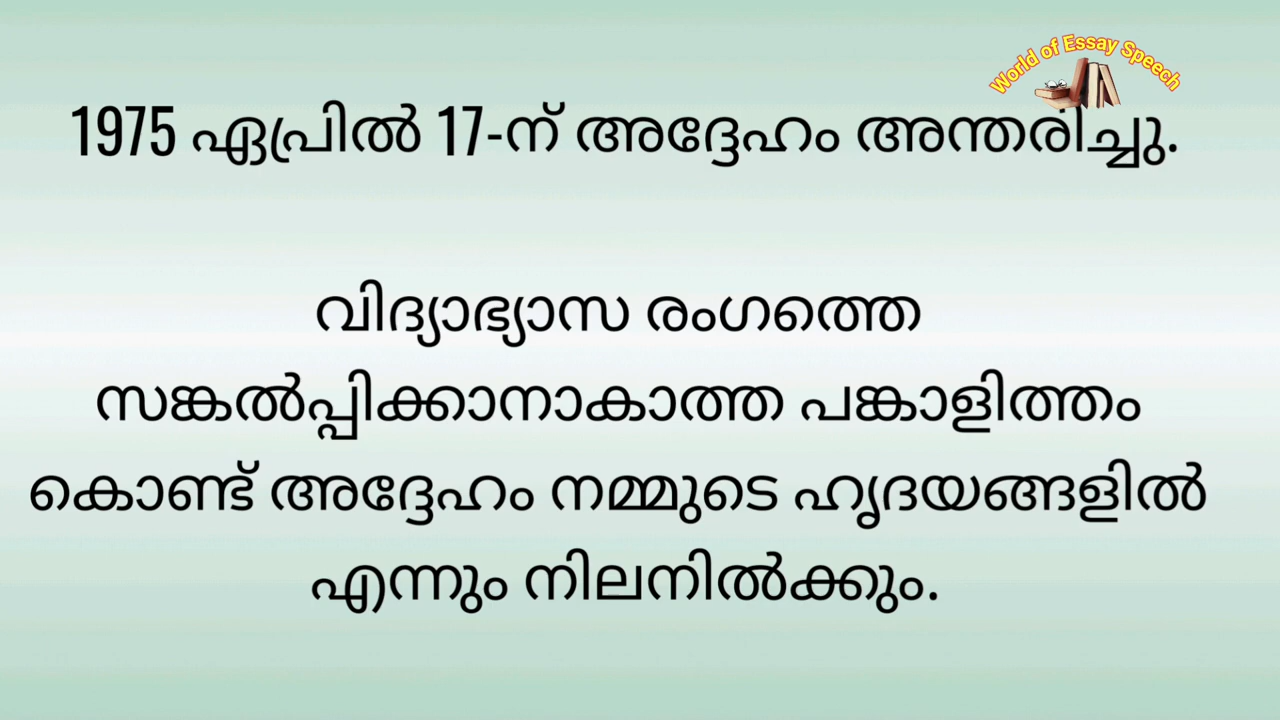 World of Essay Speech
1975 ഏപ്രിൽ 17-ന് അദ്ദേഹം അന്തരിച്ചു.
വിദ്യാഭ്യാസ രംഗത്തെ
സങ്കൽപ്പിക്കാനാകാത്ത പങ്കാളിത്തം
കൊണ്ട് അദ്ദേഹം നമ്മുടെ ഹൃദയങ്ങളിൽ
എന്നും നിലനിൽക്കും.